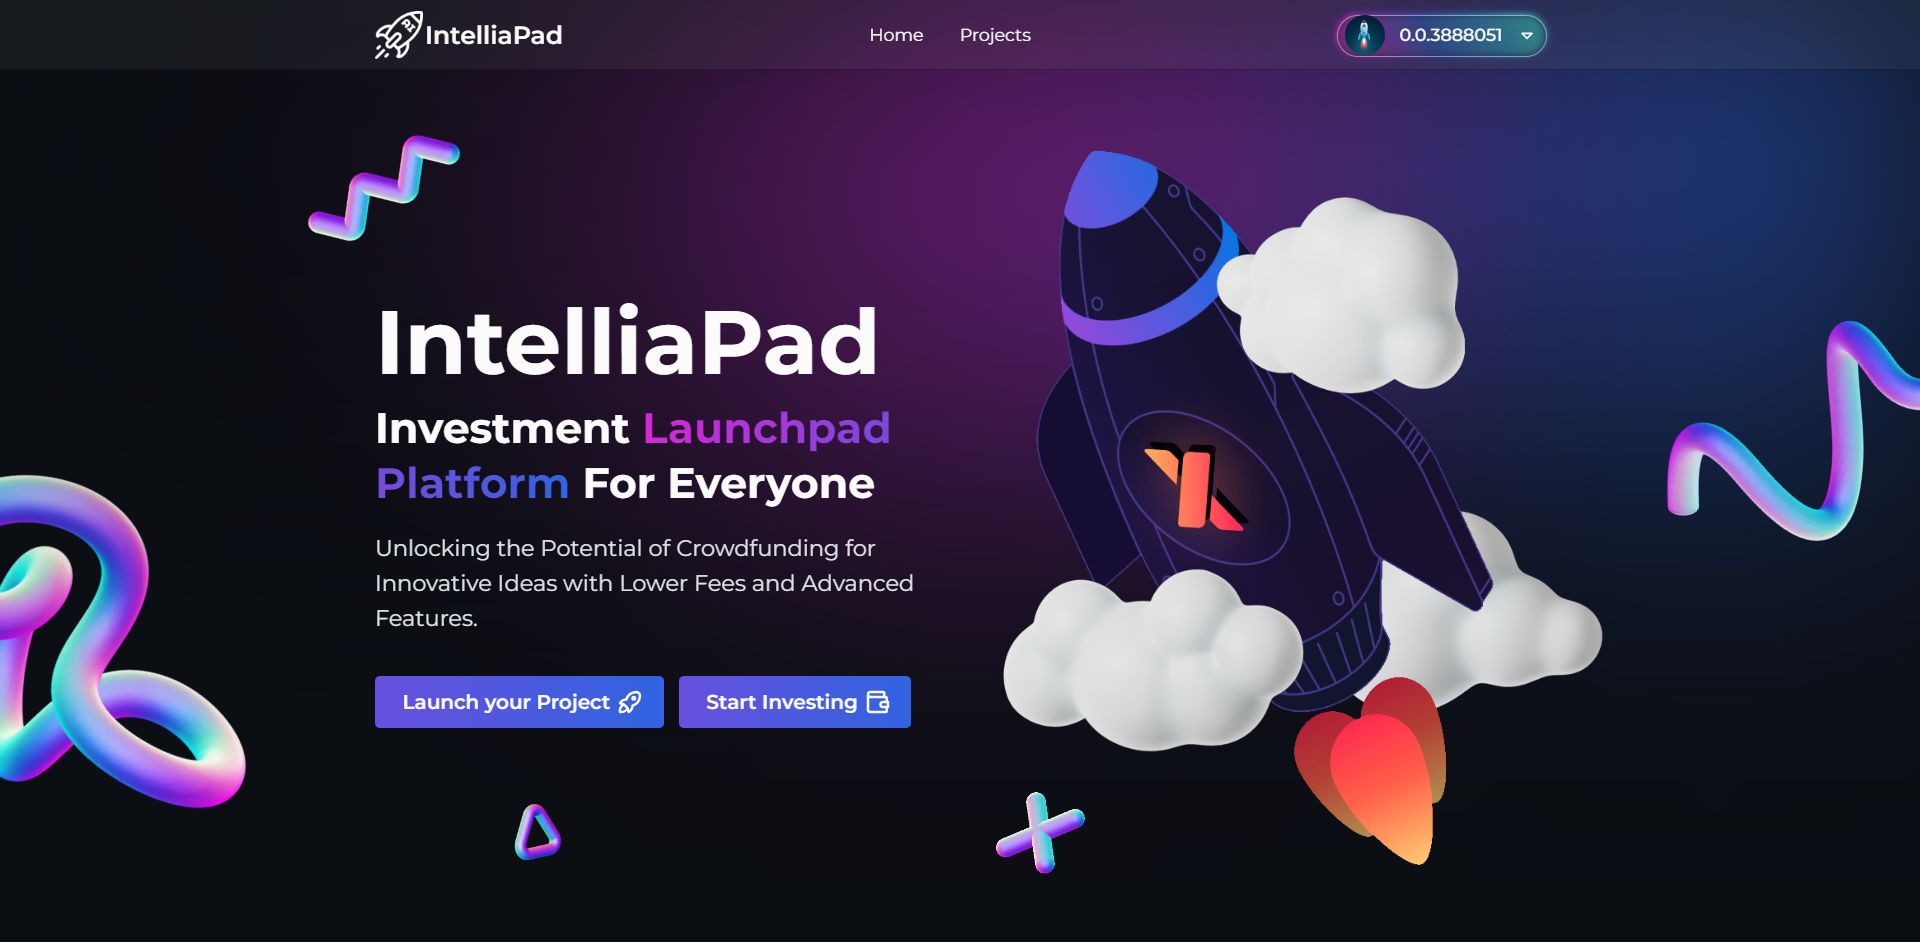 IntelliaPad
Home
Projects
0.0.3888051
IntelliaPad
Investment Launchpad
Platform For Everyone
Unlocking the Potential of Crowdfunding for
Innovative Ideas with Lower Fees and Advanced
Features.
Launch your Project
Start Investing